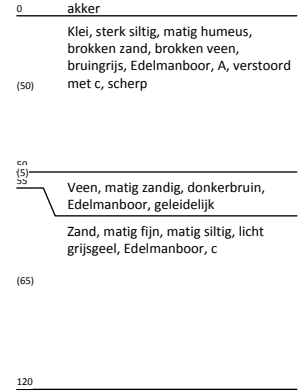 0 akker
Klei, sterk siltig, matig humeus,
brokken zand, brokken veen,
bruingrijs, Edelmanboor, A, verstoord
(50) met c, scherp
50
(5)
55
Veen, matig zandig, donkerbruin,
Edelmanboor, geleidelijk
Zand, matig fijn, matig siltig, licht
grijsgeel, Edelmanboor, c
(65)
120